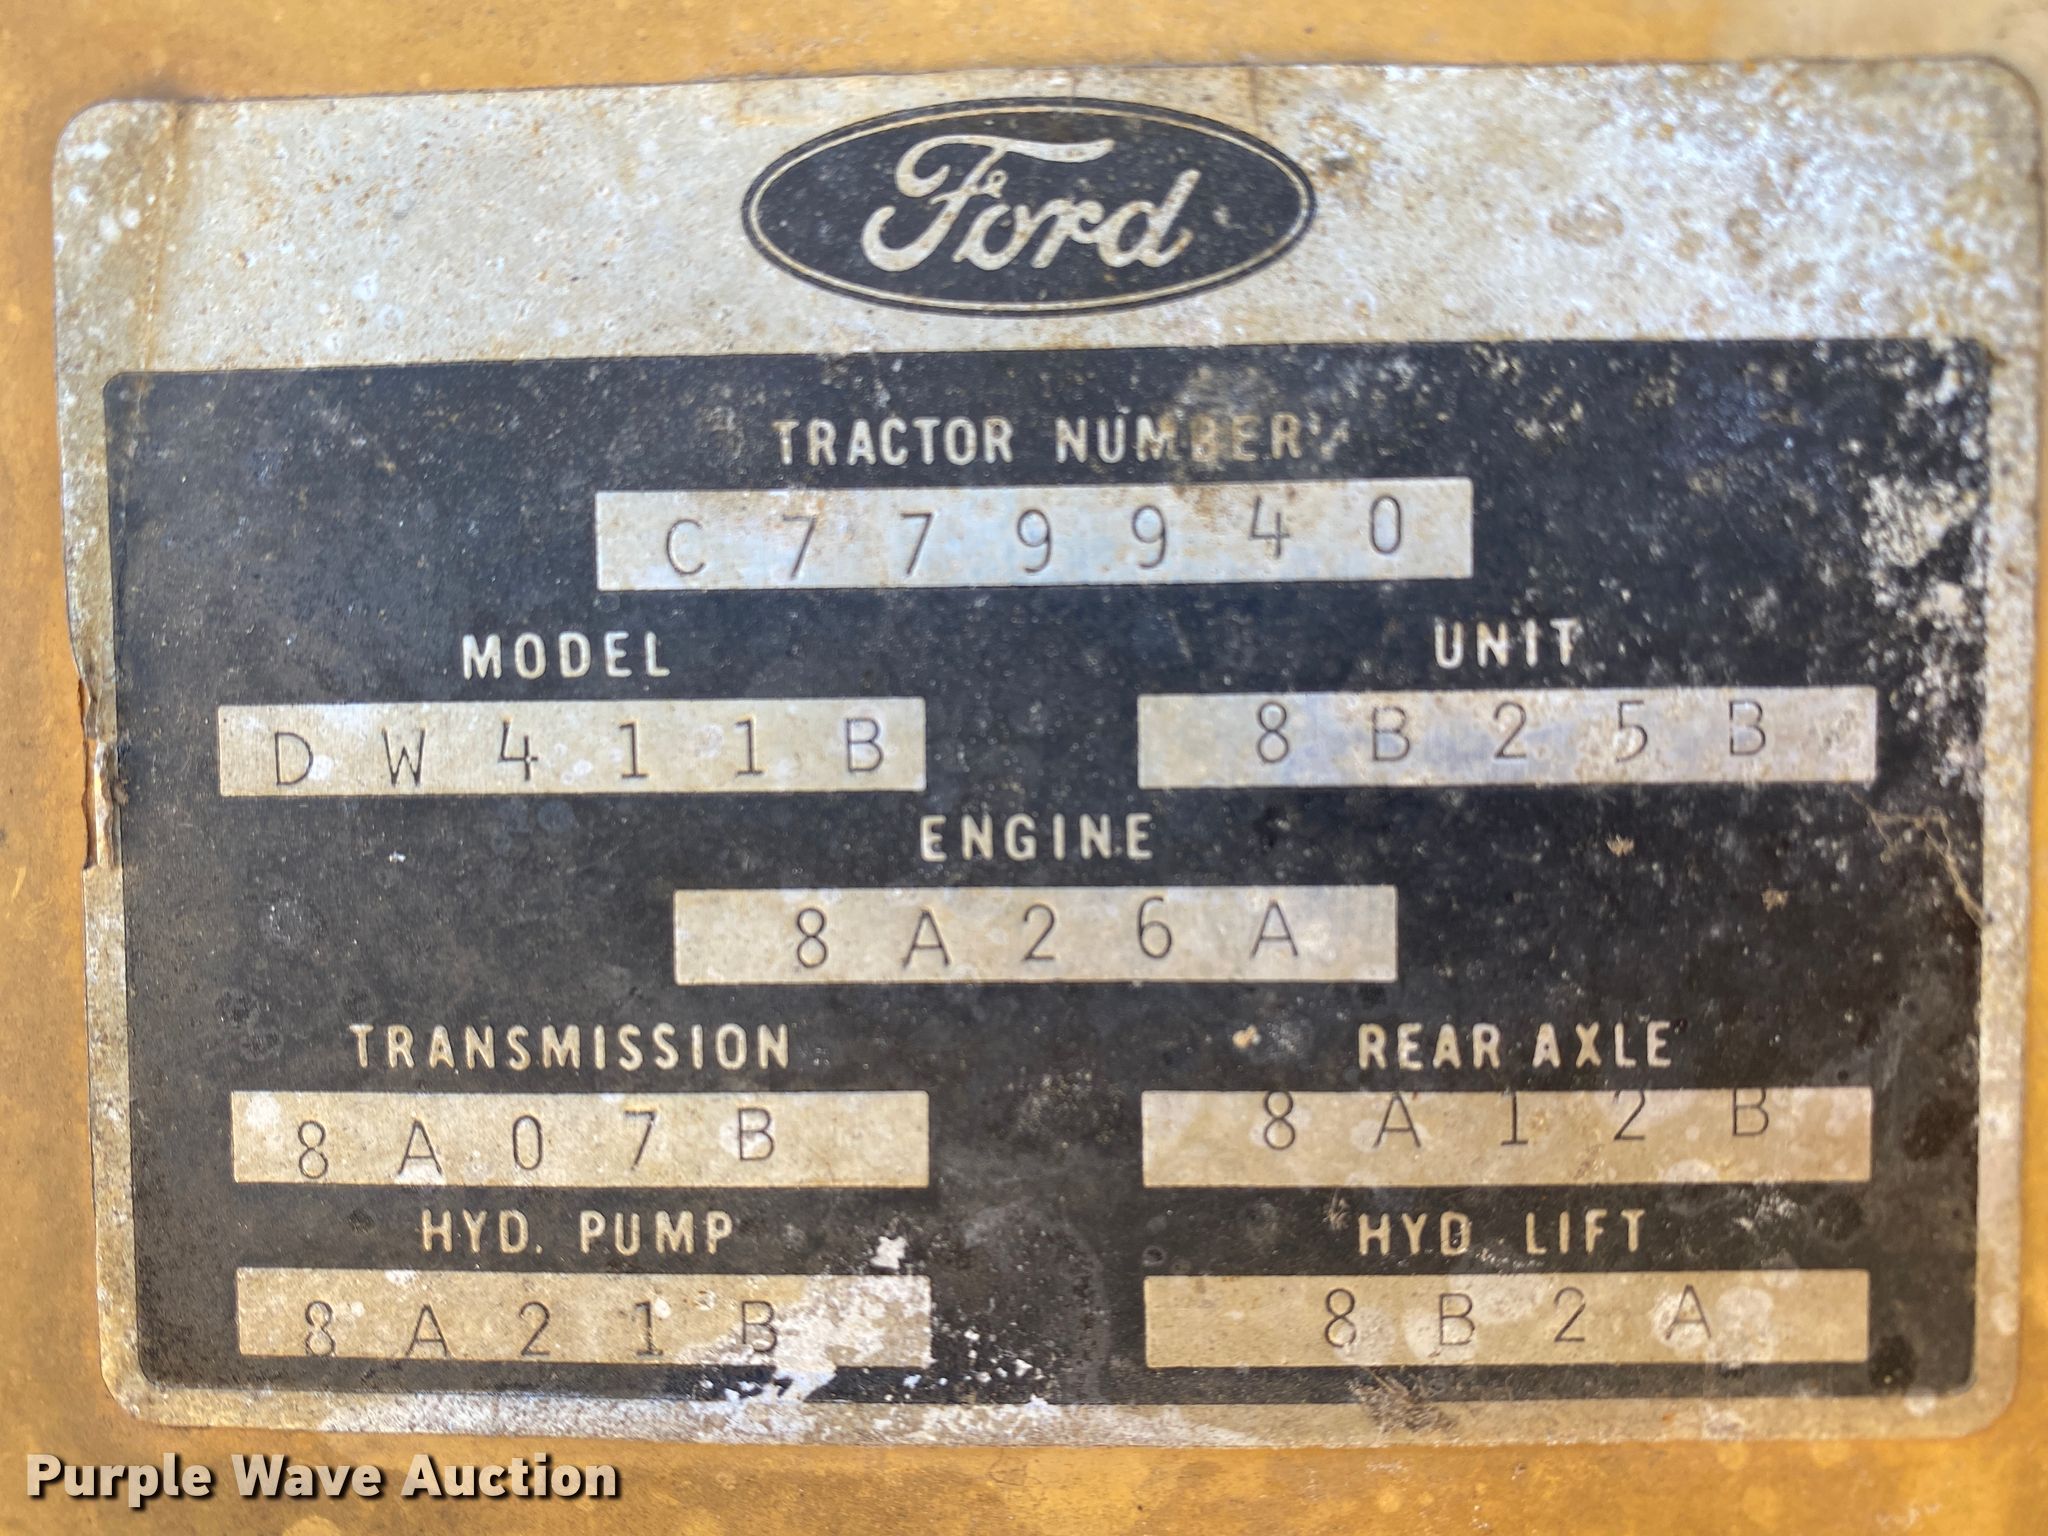 Ford
TRACTOR NUMBER
C779940
MODEL UNIT
DW411B 8B25B
ENGINE
8A26A
TRANSMISSION REAR AXLE
8A07B 8A12B
HYD. PUMP HYD. LIFT
8A21B 8B2A
Purple Wave Auction